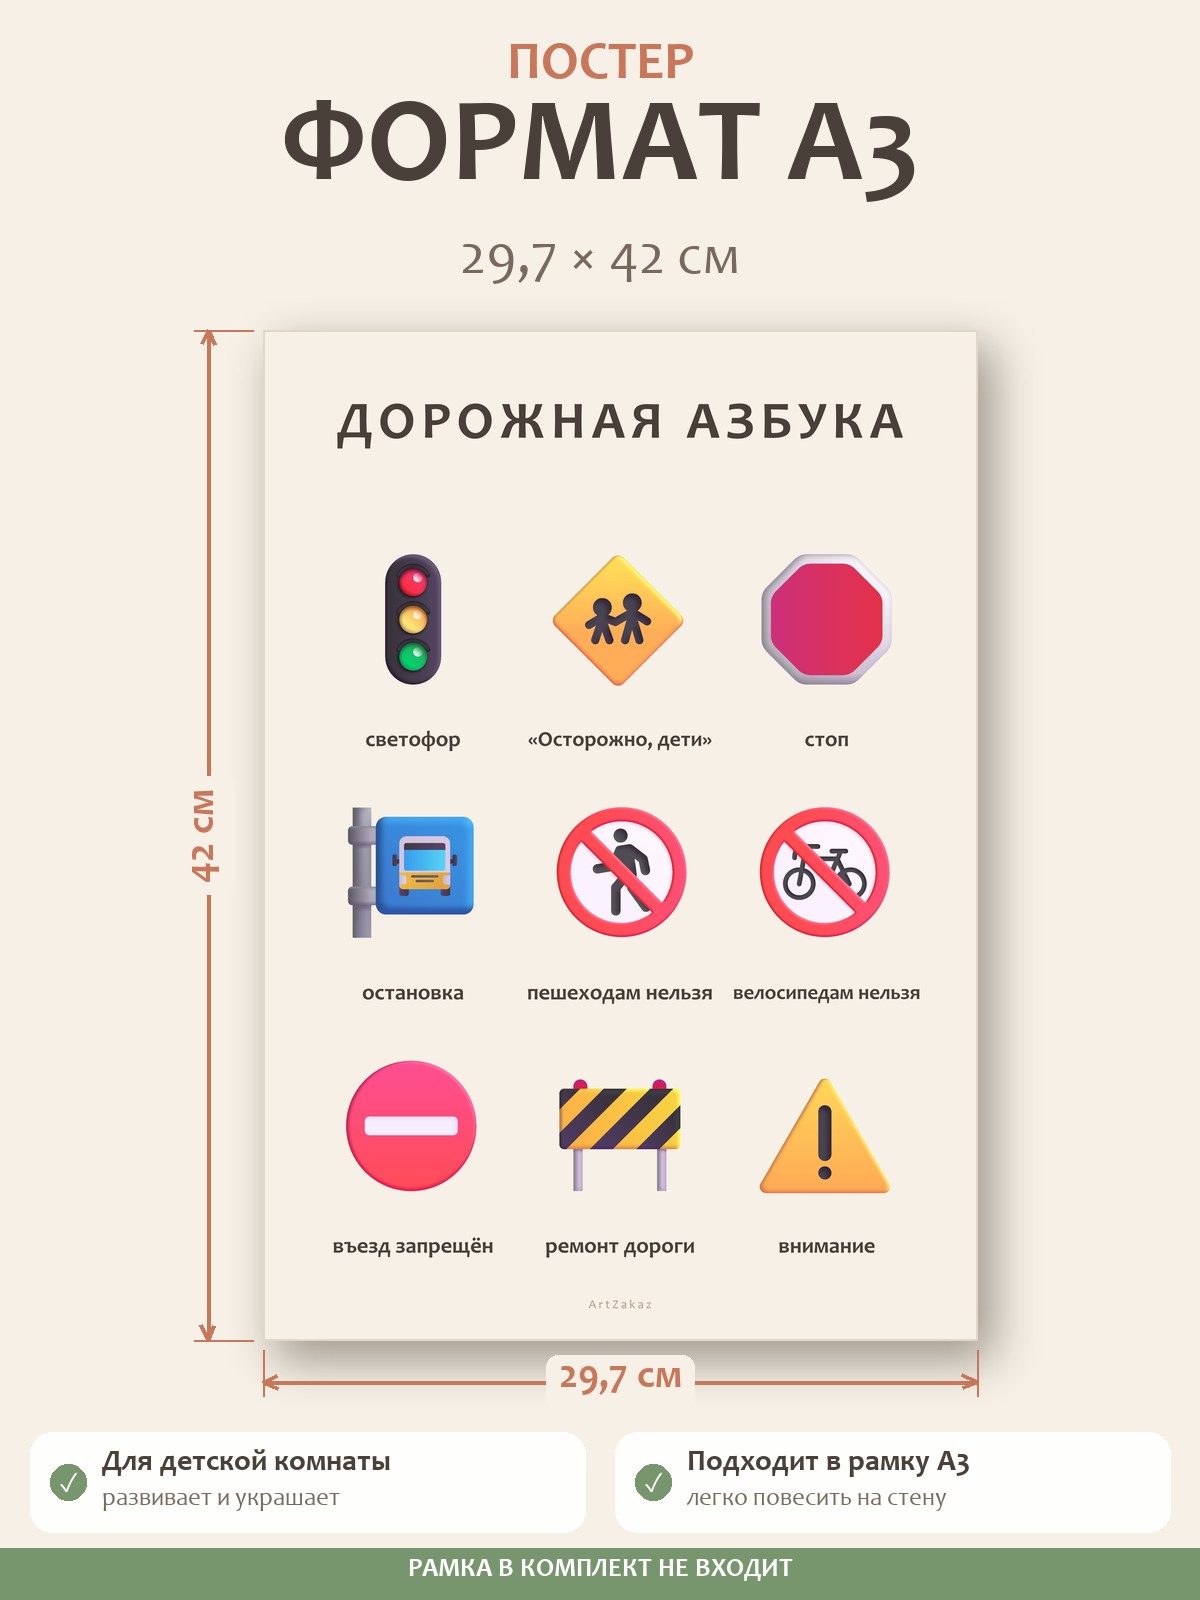 ПОСТЕР
ФОРМАТ А3
29,7 × 42 см
ДОРОЖНАЯ АЗБУКА
светофор
«Осторожно, дети»
стоп
42 см
остановка
пешеходам нельзя
велосипедам нельзя
въезд запрещён
ремонт дороги
внимание
ArtZakaz
29,7 см
✓
Для детской комнаты
развивает и украшает
✓
Подходит в рамку А3
легко повесить на стену
РАМКА В КОМПЛЕКТ НЕ ВХОДИТ